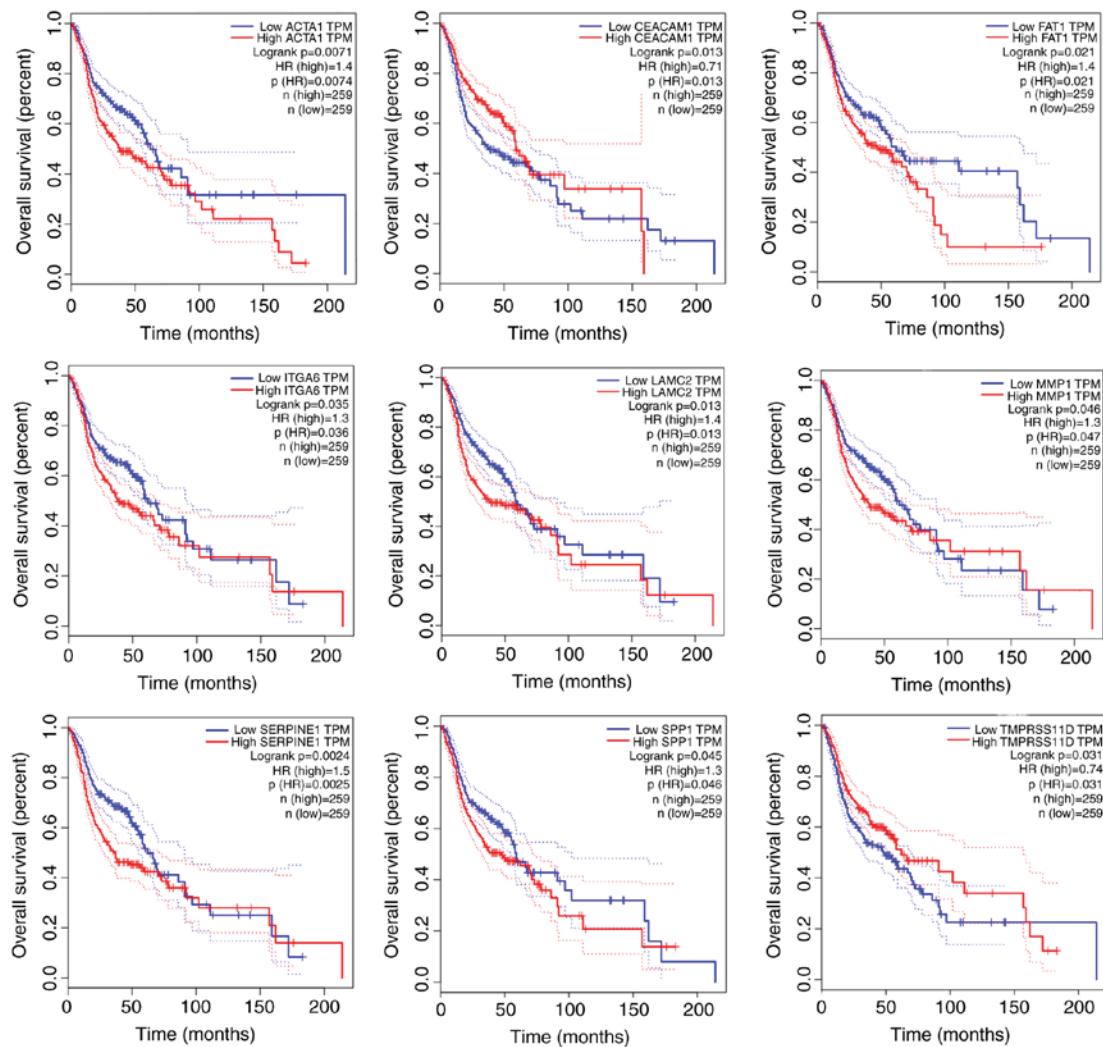 Low ACTA1 TPM
High ACTA1 TPM
Logrank p=0.0071
HR (high)=1.4
p (HR)=0.0074
n (high)=259
n (low)=259
Overall survival (percent)
1.0
0.8
0.6
0.4
0.2
0.0
0 50 100 150 200
Time (months)
Low CEACAM1 TPM
High CEACAM1 TPM
Logrank p=0.013
HR (high)=0.71
p (HR)=0.013
n (high)=259
n (low)=259
Overall survival (percent)
1.0
0.8
0.6
0.4
0.2
0.0
0 50 100 150 200
Time (months)
Low FAT1 TPM
High FAT1 TPM
Logrank p=0.021
HR (high)=1.4
p (HR)=0.021
n (high)=259
n (low)=259
Overall survival (percent)
1.0
0.8
0.6
0.4
0.2
0.0
0 50 100 150 200
Time (months)
Low ITGA6 TPM
High ITGA6 TPM
Logrank p=0.035
HR (high)=1.3
p (HR)=0.036
n (high)=259
n (low)=259
Overall survival (percent)
1.0
0.8
0.6
0.4
0.2
0.0
0 50 100 150 200
Time (months)
Low LAMC2 TPM
High LAMC2 TPM
Logrank p=0.013
HR (high)=1.4
p (HR)=0.013
n (high)=259
n (low)=259
Overall survival (percent)
1.0
0.8
0.6
0.4
0.2
0.0
0 50 100 150 200
Time (months)
Low MMP1 TPM
High MMP1 TPM
Logrank p=0.046
HR (high)=1.3
p (HR)=0.047
n (high)=259
n (low)=259
Overall survival (percent)
1.0
0.8
0.6
0.4
0.2
0.0
0 50 100 150 200
Time (months)
Low SERPINE1 TPM
High SERPINE1 TPM
Logrank p=0.0024
HR (high)=1.5
p (HR)=0.0025
n (high)=259
n (low)=259
Overall survival (percent)
1.0
0.8
0.6
0.4
0.2
0.0
0 50 100 150 200
Time (months)
Low SPP1 TPM
High SPP1 TPM
Logrank p=0.045
HR (high)=1.3
p (HR)=0.046
n (high)=259
n (low)=259
Overall survival (percent)
1.0
0.8
0.6
0.4
0.2
0.0
0 50 100 150 200
Time (months)
Low TMPRSS11D TPM
High TMPRSS11D TPM
Logrank p=0.031
HR (high)=0.74
p (HR)=0.031
n (high)=259
n (low)=259
Overall survival (percent)
1.0
0.8
0.6
0.4
0.2
0.0
0 50 100 150 200
Time (months)